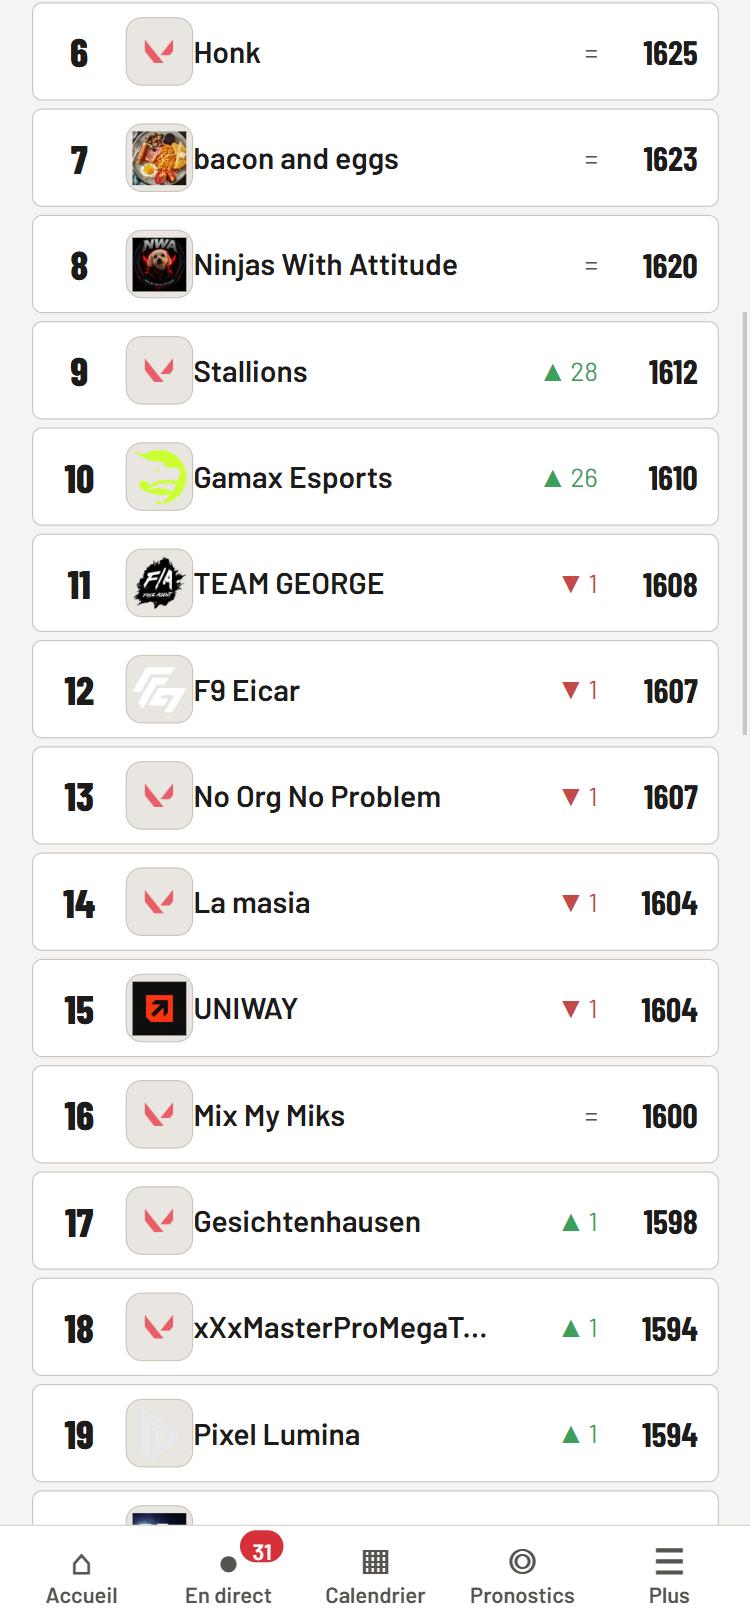 6 Honk = 1625
7 bacon and eggs = 1623
NWA
8 Ninjas With Attitude = 1620
9 Stallions ▲ 28 1612
10 Gamax Esports ▲ 26 1610
F/A
FREE AGENT
11 TEAM GEORGE ▼ 1 1608
12 F9 Eicar ▼ 1 1607
13 No Org No Problem ▼ 1 1607
14 La masia ▼ 1 1604
15 UNIWAY ▼ 1 1604
16 Mix My Miks = 1600
17 Gesichtenhausen ▲ 1 1598
18 xXxMasterProMegaT... ▲ 1 1594
19 Pixel Lumina ▲ 1 1594
31
Accueil En direct Calendrier Pronostics Plus